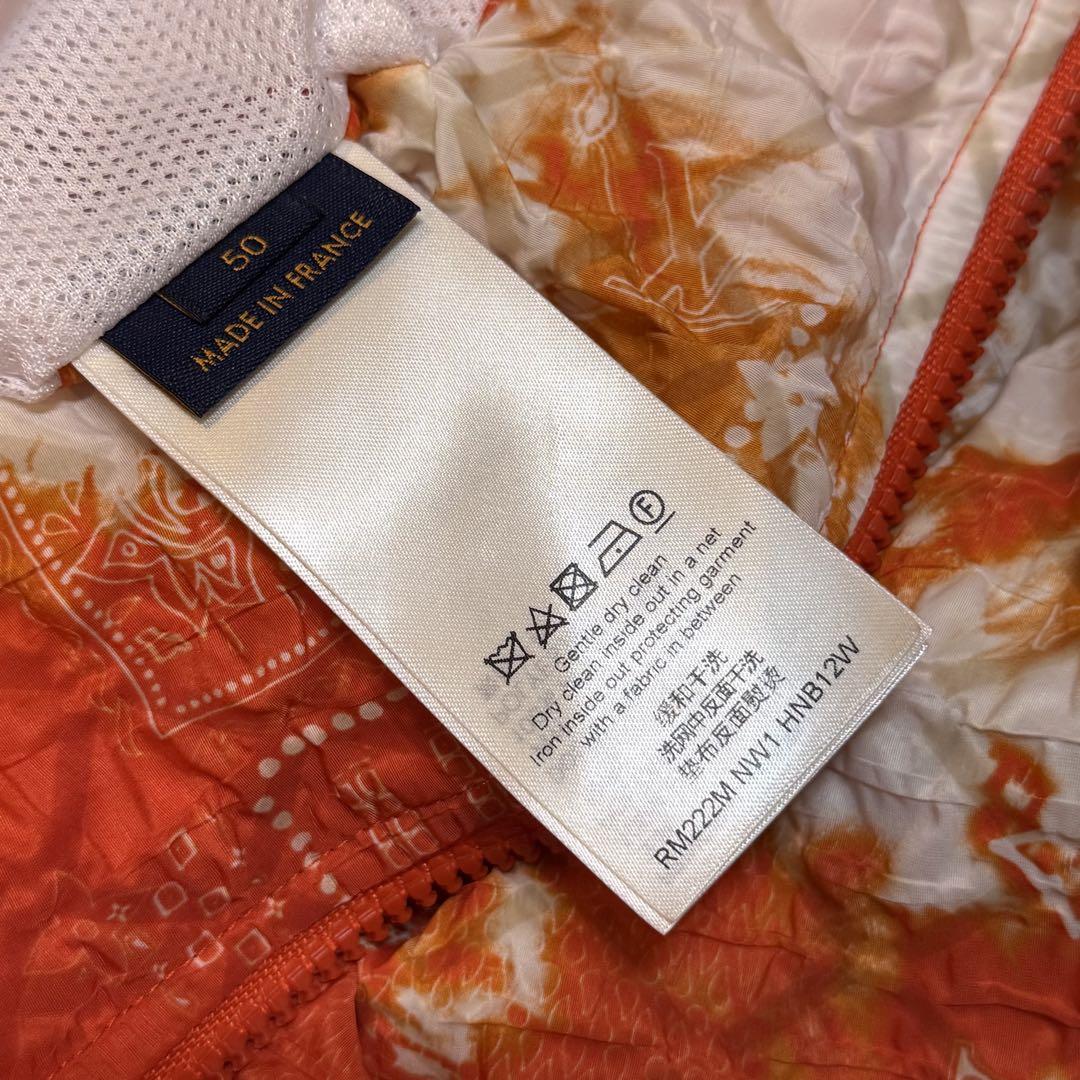 50
MADE IN FRANCE
F
Gentle dry clean
Dry clean inside out in a net
Iron inside out protecting garment
with a fabric in between
缓和干洗
洗网中反面干洗
垫布反面熨烫
RM222M NW1 HNB12W